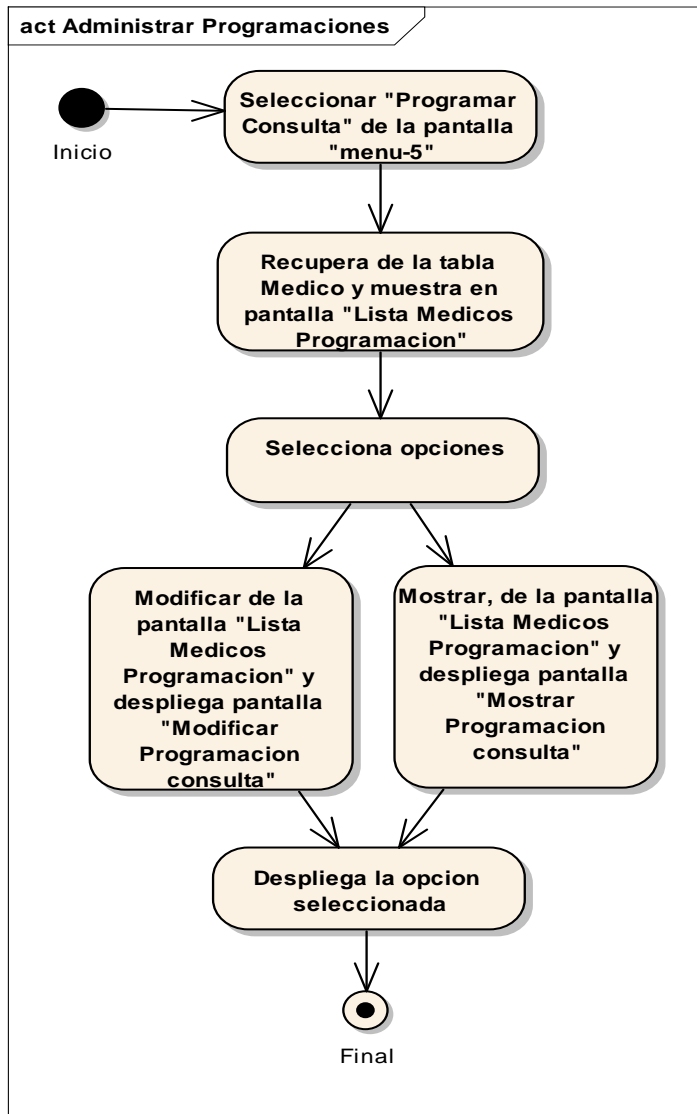 act Administrar Programaciones
Inicio
Seleccionar "Programar
Consulta" de la pantalla
"menu-5"
Recupera de la tabla
Medico y muestra en
pantalla "Lista Medicos
Programacion"
Selecciona opciones
Modificar de la
pantalla "Lista
Medicos
Programacion" y
despliega pantalla
"Modificar
Programacion
consulta"
Mostrar, de la pantalla
"Lista Medicos
Programacion" y
despliega pantalla
"Mostrar
Programacion
consulta"
Despliega la opcion
seleccionada
Final